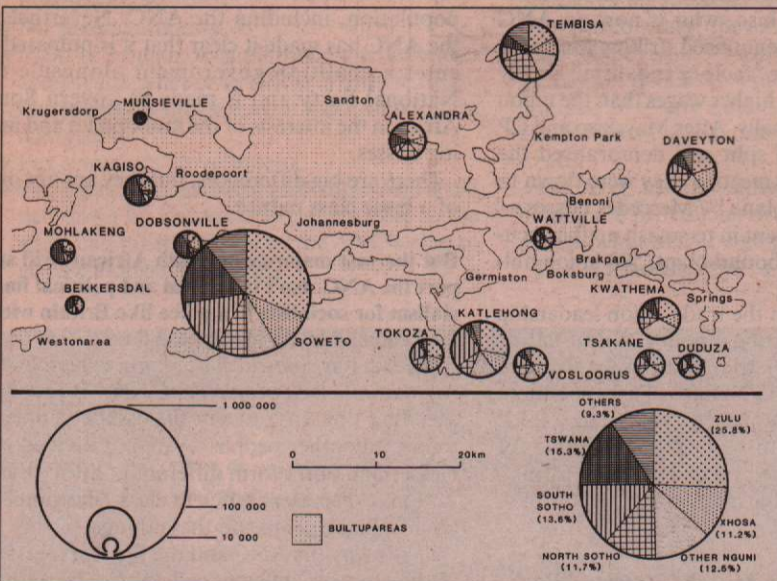 TEMBISA
Sandton
MUNSIEVILLE
Krugersdorp
ALEXANDRA
Kempton Park
DAVEYTON
KAGISO
Roodepoort
Benoni
MOHLAKENG
DOBSONVILLE
Johannesburg
WATTVILLE
Brakpan
Boksburg
Germiston
KWATHEMA
BEKKERSDAL
Springs
KATLEHONG
TOKOZA
TSAKANE
DUDUZA
Westonarea
SOWETO
VOSLOORUS
1 000 000
100 000
10 000
0 10 20km
BUILTUPAREAS
OTHERS
(9.3%)
ZULU
(25.8%)
TSWANA
(15.3%)
SOUTH
SOTHO
(13.6%)
XHOSA
(11.2%)
NORTH SOTHO
(11.7%)
OTHER NGUNI
(12.6%)